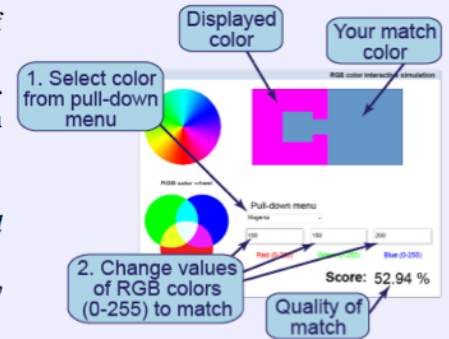 Displayed
color
Your match
color
RGB color interactive simulation
1. Select color
from pull-down
menu
RGB color wheel
Pull-down menu
Magenta
100
150
200
Red (0-255)
Blue (0-255)
2. Change values
of RGB colors
(0-255) to match
Score: 52.94 %
Quality of
match